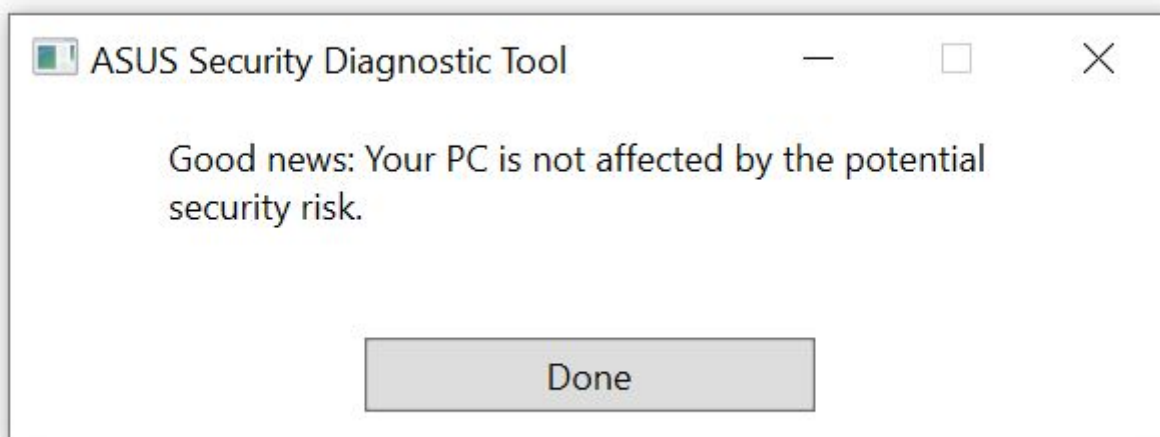 ASUS Security Diagnostic Tool
Good news: Your PC is not affected by the potential
security risk.
Done